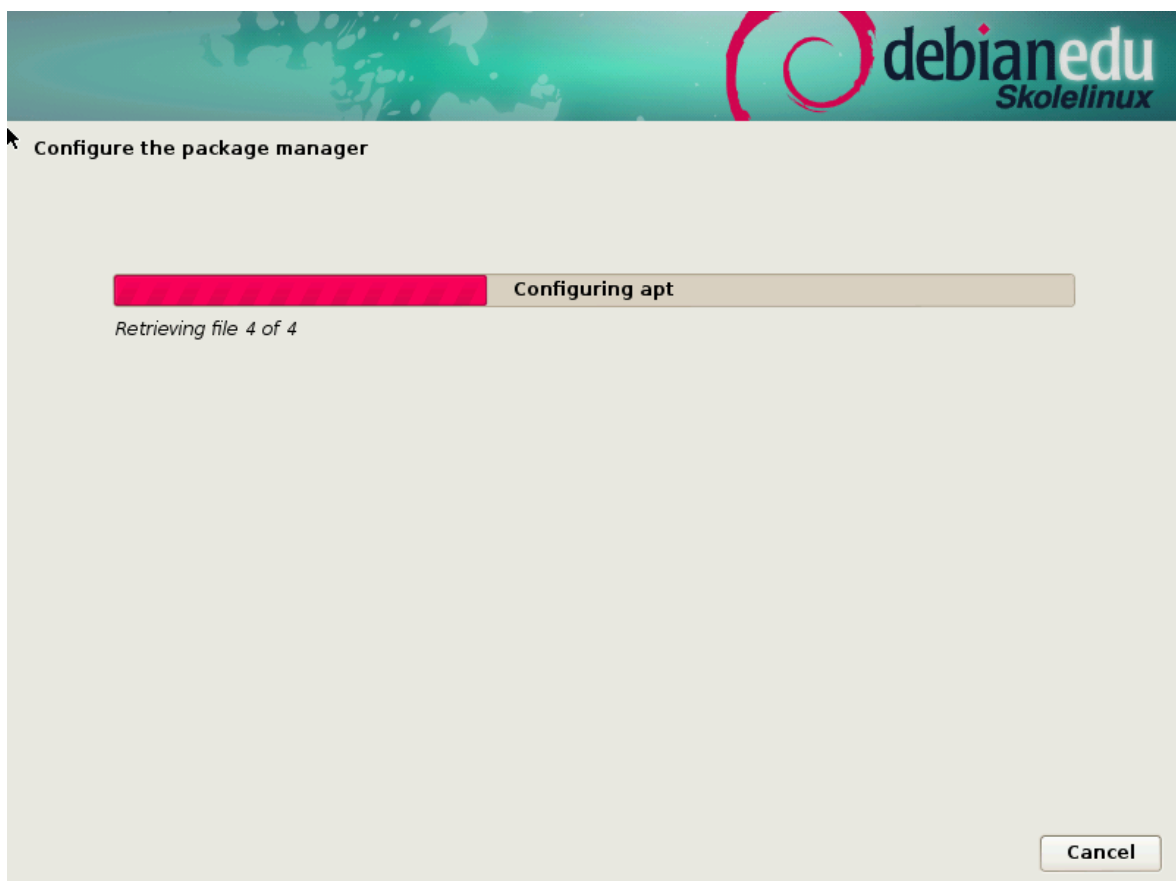 debianedu
Skolelinux
Configure the package manager
Configuring apt
Retrieving file 4 of 4
Cancel